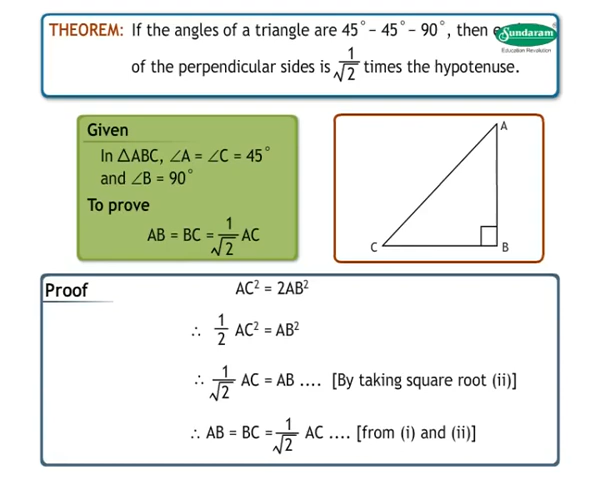 THEOREM: If the angles of a triangle are 45° – 45° – 90°, then
of the perpendicular sides is 1/√2 times the hypotenuse.
Sundaram
Education Revolution
Given
In △ABC, ∠A = ∠C = 45°
and ∠B = 90°
To prove
AB = BC = 1/√2 AC
A
C
B
Proof
AC² = 2AB²
∴ 1/2 AC² = AB²
∴ 1/√2 AC = AB .... [By taking square root (ii)]
∴ AB = BC = 1/√2 AC .... [from (i) and (ii)]